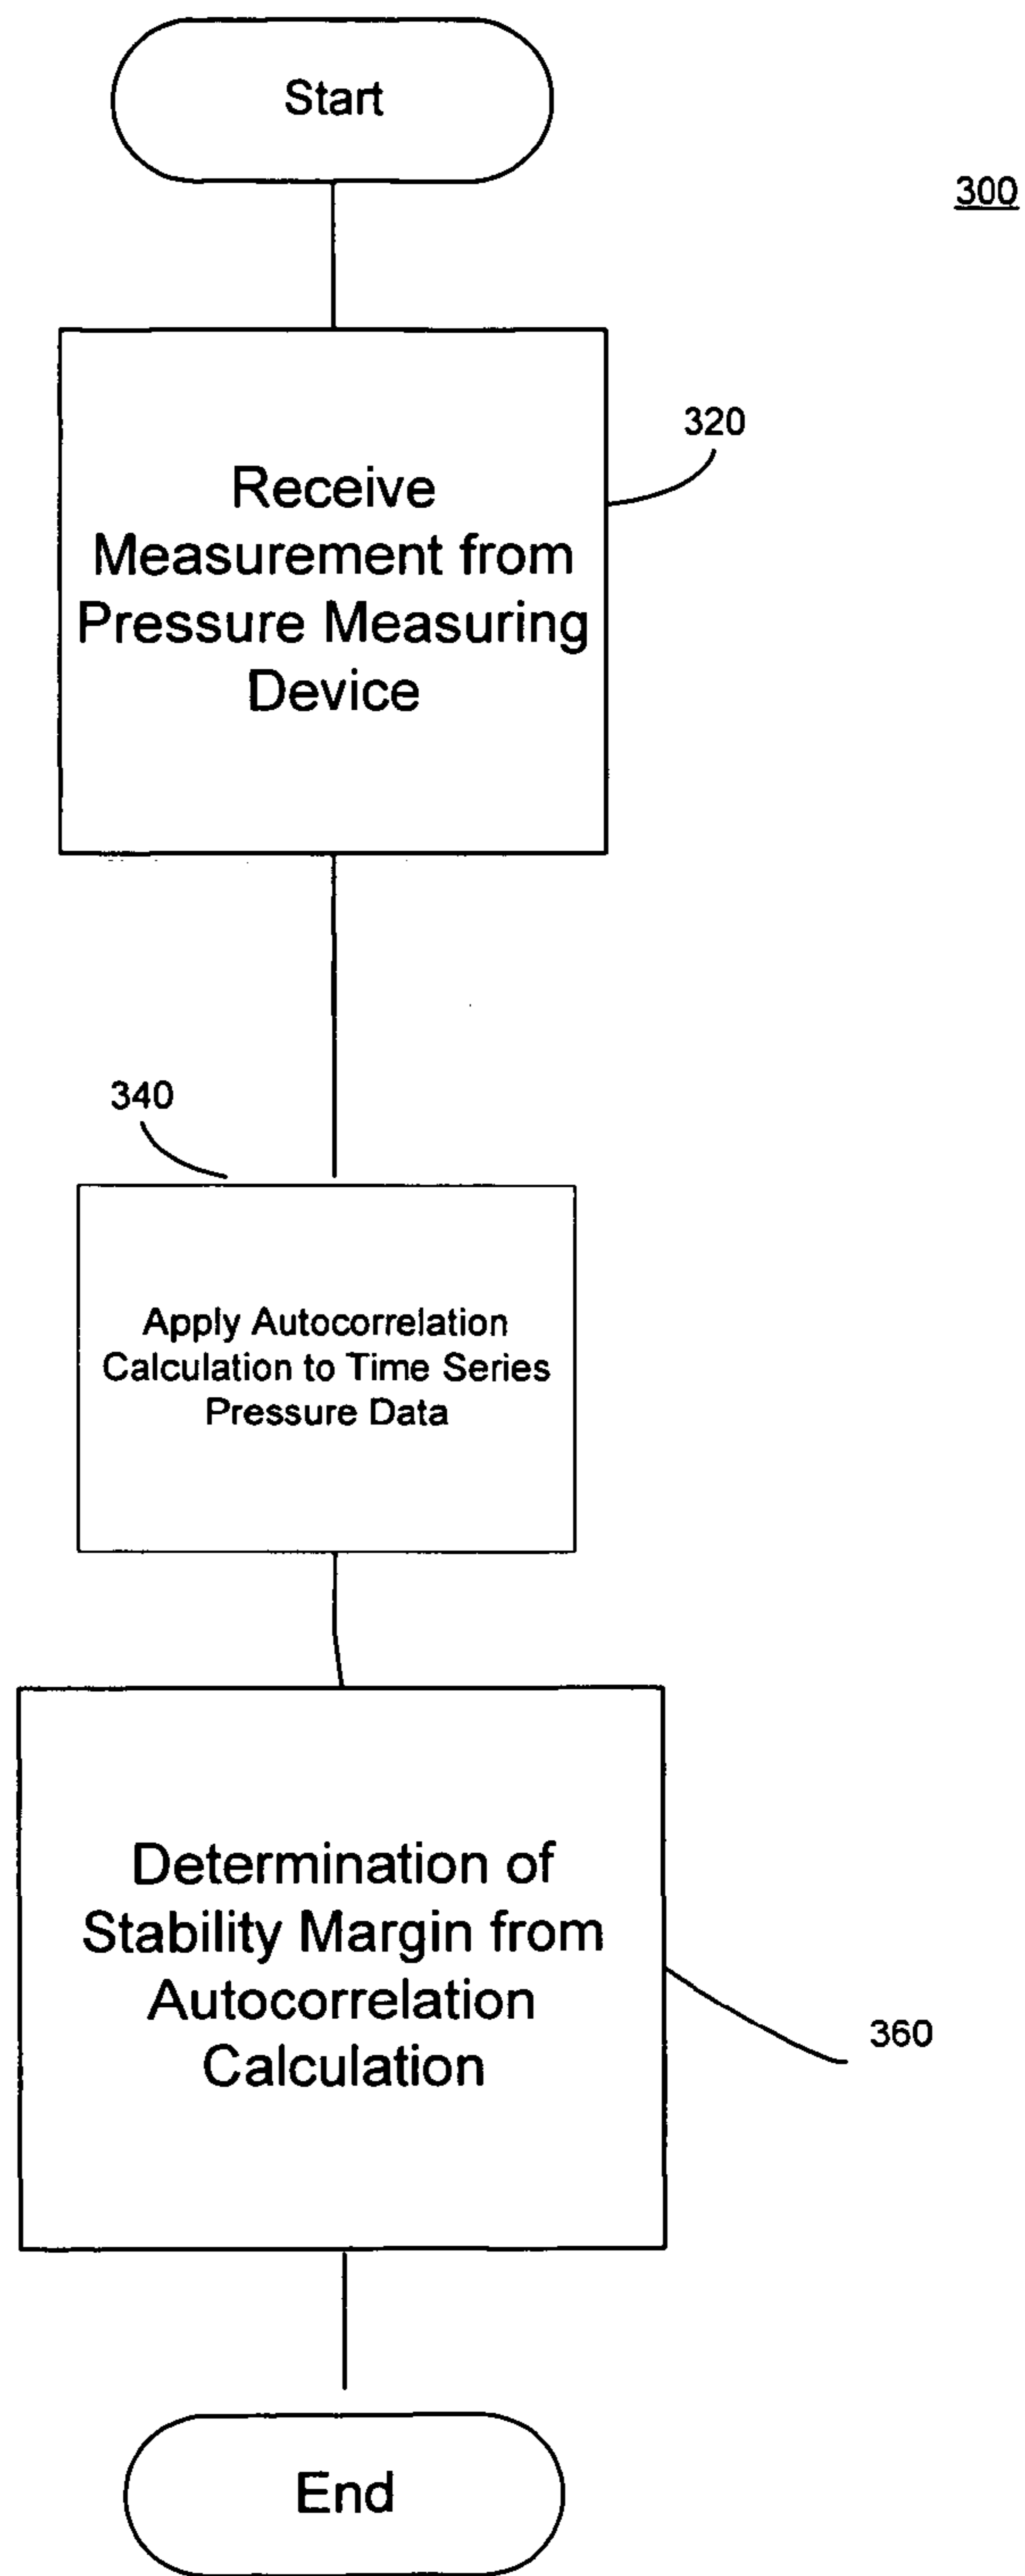 Start
300
320
Receive
Measurement from
Pressure Measuring
Device
340
Apply Autocorrelation
Calculation to Time Series
Pressure Data
Determination of
Stability Margin from
Autocorrelation
Calculation
360
End